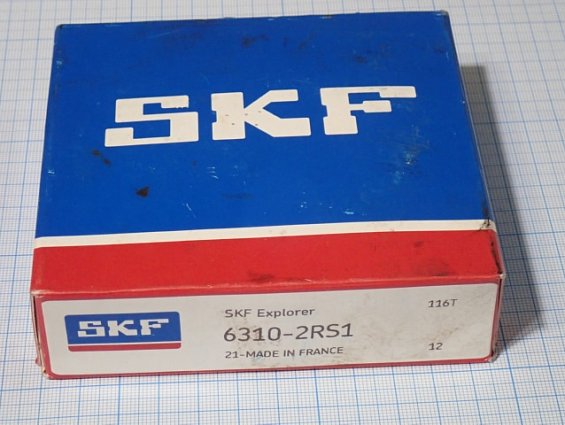 SKF
SKF
SKF Explorer
116T
6310-2RS1
21-MADE IN FRANCE
12